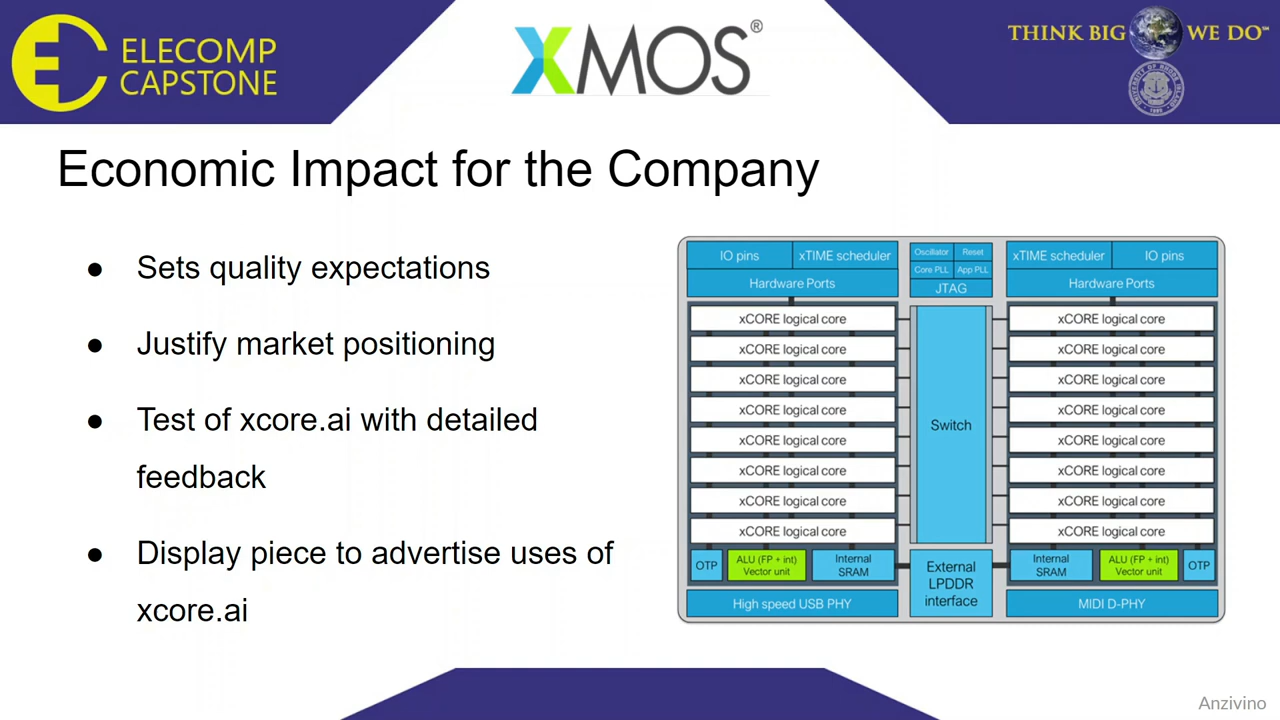 ELECOMP
CAPSTONE
XMOS®
THINK BIG WE DO™
UNIVERSITY OF RHODE ISLAND
1892
Economic Impact for the Company
● Sets quality expectations
● Justify market positioning
● Test of xcore.ai with detailed
feedback
● Display piece to advertise uses of
xcore.ai
IO pins
xTIME scheduler
Hardware Ports
xCORE logical core
xCORE logical core
xCORE logical core
xCORE logical core
xCORE logical core
xCORE logical core
xCORE logical core
xCORE logical core
OTP
ALU (FP + int)
Vector unit
Internal
SRAM
High speed USB PHY
Oscillator
Reset
Core PLL
App PLL
JTAG
Switch
External
LPDDR
interface
xTIME scheduler
IO pins
Hardware Ports
xCORE logical core
xCORE logical core
xCORE logical core
xCORE logical core
xCORE logical core
xCORE logical core
xCORE logical core
xCORE logical core
Internal
SRAM
ALU (FP + int)
Vector unit
OTP
MIDI D-PHY
Anzivino